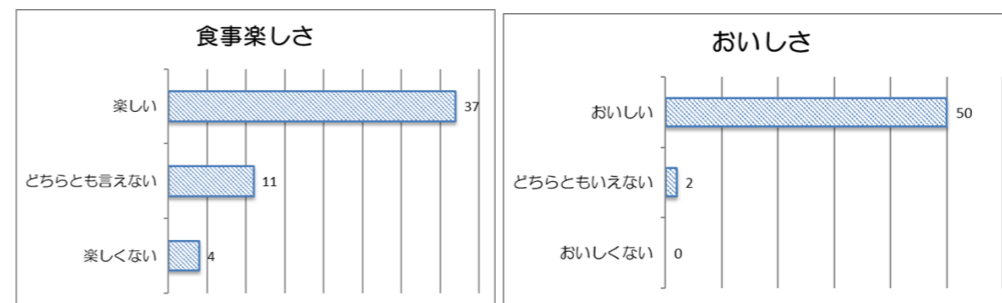 食事楽しさ
楽しい
37
どちらとも言えない
11
楽しくない
4
おいしさ
おいしい
50
どちらともいえない
2
おいしくない
0